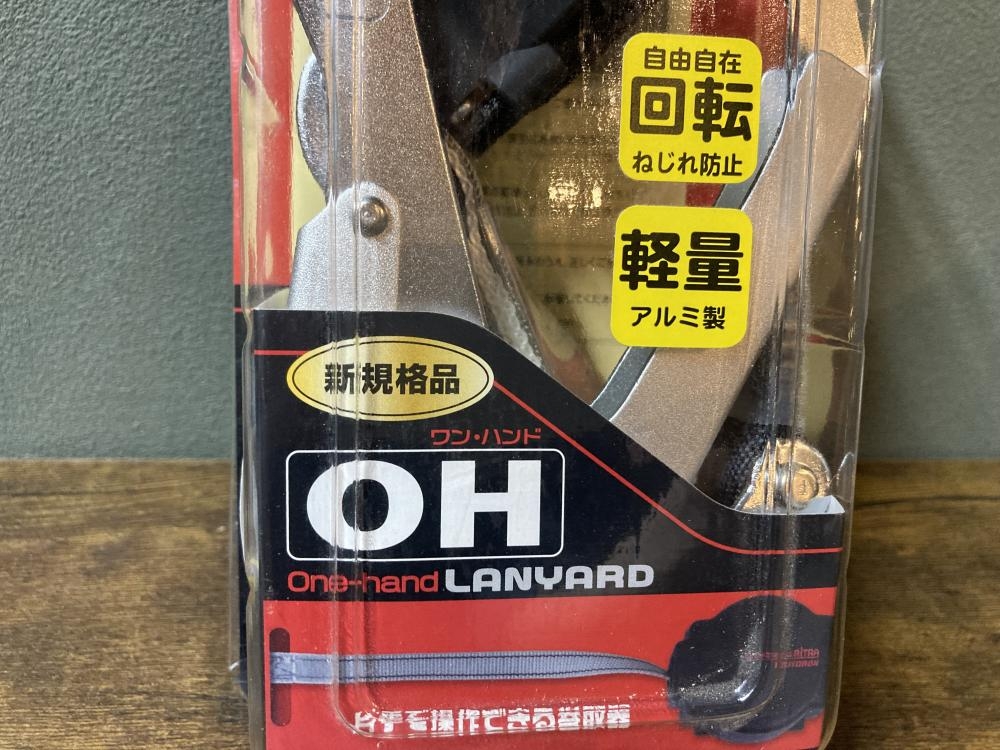 自由自在
回転
ねじれ防止
軽量
アルミ製
新規格品
ワン・ハンド
OH
One-hand LANYARD
片手で操作できる巻取器